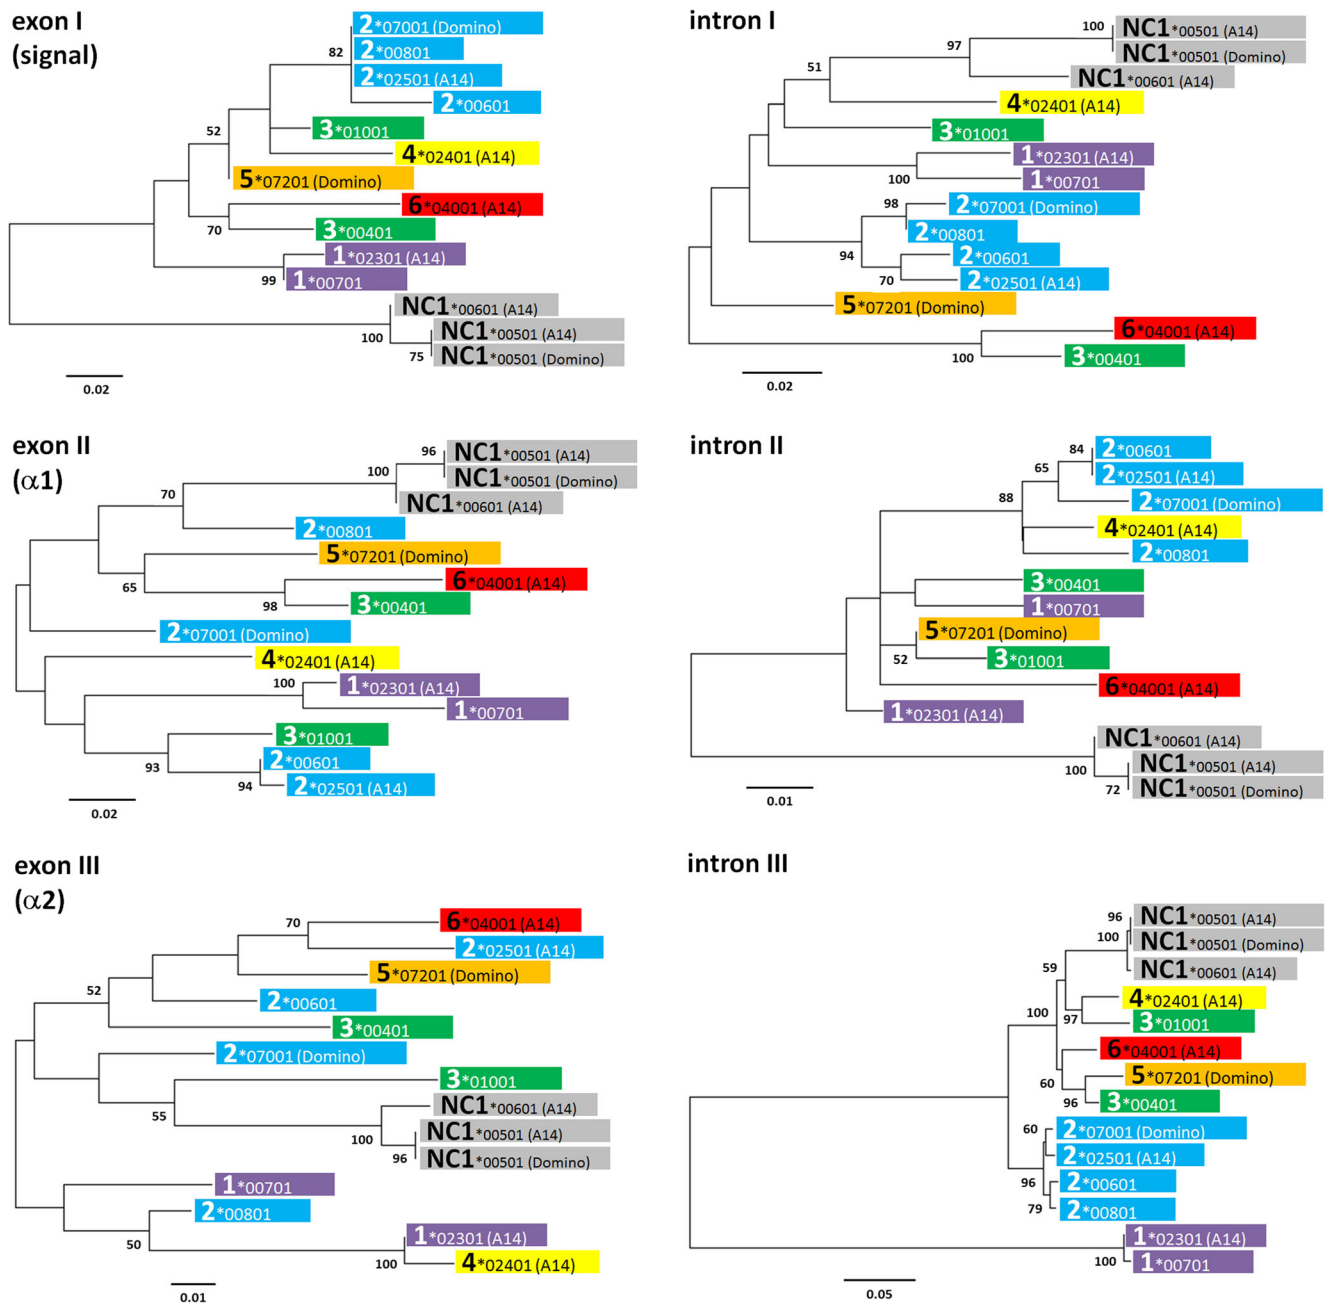 exon I
(signal)
2*07001 (Domino)
2*00801
82
2*02501 (A14)
2*00601
3*01001
52
4*02401 (A14)
5*07201 (Domino)
6*04001 (A14)
70
3*00401
1*02301 (A14)
99
1*00701
NC1*00601 (A14)
100
NC1*00501 (A14)
75
NC1*00501 (Domino)
0.02
intron I
100
NC1*00501 (A14)
97
NC1*00501 (Domino)
51
NC1*00601 (A14)
4*02401 (A14)
3*01001
1*02301 (A14)
100
1*00701
98
2*07001 (Domino)
2*00801
94
2*00601
70
2*02501 (A14)
5*07201 (Domino)
6*04001 (A14)
100
3*00401
0.02
exon II
(α1)
96
NC1*00501 (A14)
100
NC1*00501 (Domino)
70
NC1*00601 (A14)
2*00801
5*07201 (Domino)
65
6*04001 (A14)
98
3*00401
2*07001 (Domino)
4*02401 (A14)
100
1*02301 (A14)
1*00701
3*01001
93
2*00601
94
2*02501 (A14)
0.02
intron II
84
2*00601
65
2*02501 (A14)
88
2*07001 (Domino)
4*02401 (A14)
2*00801
3*00401
1*00701
5*07201 (Domino)
52
3*01001
6*04001 (A14)
1*02301 (A14)
NC1*00601 (A14)
100
NC1*00501 (A14)
72
NC1*00501 (Domino)
0.01
exon III
(α2)
70
6*04001 (A14)
2*02501 (A14)
5*07201 (Domino)
52
2*00601
3*00401
2*07001 (Domino)
3*01001
55
NC1*00601 (A14)
100
NC1*00501 (A14)
96
NC1*00501 (Domino)
1*00701
2*00801
50
1*02301 (A14)
100
4*02401 (A14)
0.01
intron III
96
NC1*00501 (A14)
100
NC1*00501 (Domino)
59
NC1*00601 (A14)
4*02401 (A14)
100
97
3*01001
6*04001 (A14)
60
5*07201 (Domino)
96
3*00401
60
2*07001 (Domino)
2*02501 (A14)
96
2*00601
79
2*00801
1*02301 (A14)
100
1*00701
0.05